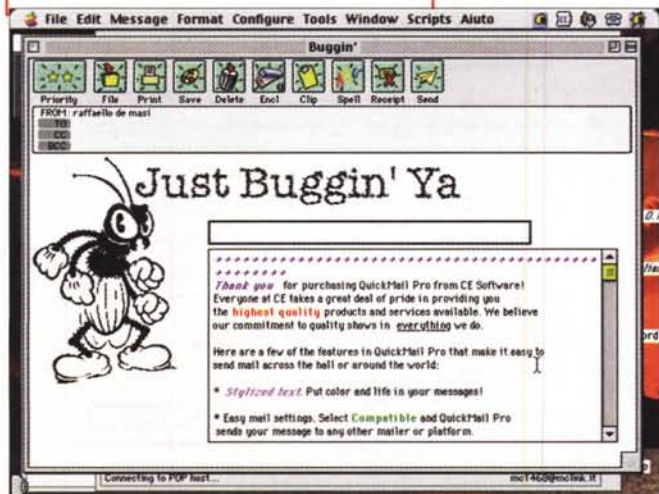 File Edit Message Format Configure Tools Window Scripts Aiuto
Buggin'
Priority File Print Save Delete Encl Clip Spell Receipt Send
FROM: raffaello de masi
TO
CC
BCC
Just Buggin' Ya
++++++++++++++++++++++++++++++++++++++++++
++++++++
Thank you for purchasing QuickMail Pro from CE Software!
Everyone at CE takes a great deal of pride in providing you
the highest quality products and services available. We believe
our commitment to quality shows in everything we do.
Here are a few of the features in QuickMail Pro that make it easy to
send mail across the hall or around the world:
* Stylized text. Put color and life in your messages!
* Easy mail settings. Select Compatible and QuickMail Pro
sends your message to any other mailer or platform.
Connecting to POP host... mc1468@mclink.it